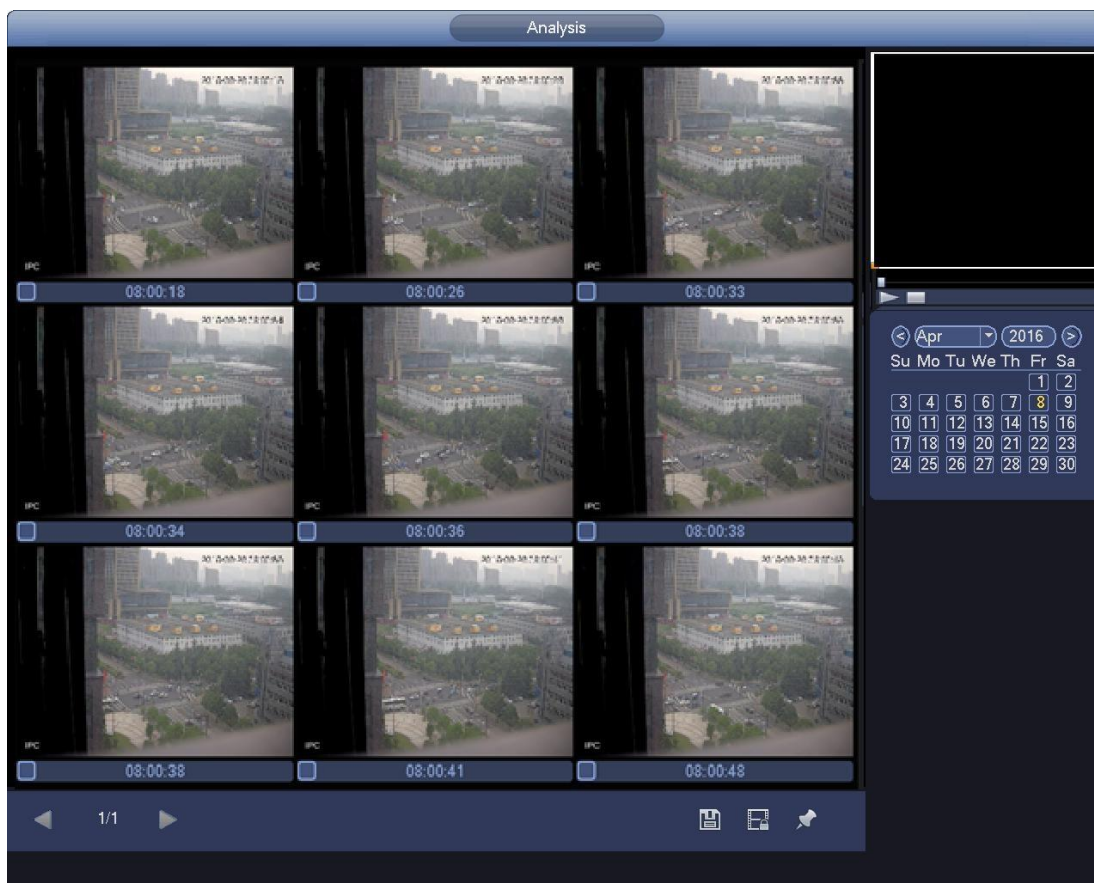 Analysis
IPC
IPC
IPC
08:00:18
08:00:26
08:00:33
IPC
IPC
IPC
08:00:34
08:00:36
08:00:38
IPC
IPC
IPC
08:00:38
08:00:41
08:00:48
1/1
< Apr 2016 >
Su Mo Tu We Th Fr Sa
1 2
3 4 5 6 7 8 9
10 11 12 13 14 15 16
17 18 19 20 21 22 23
24 25 26 27 28 29 30